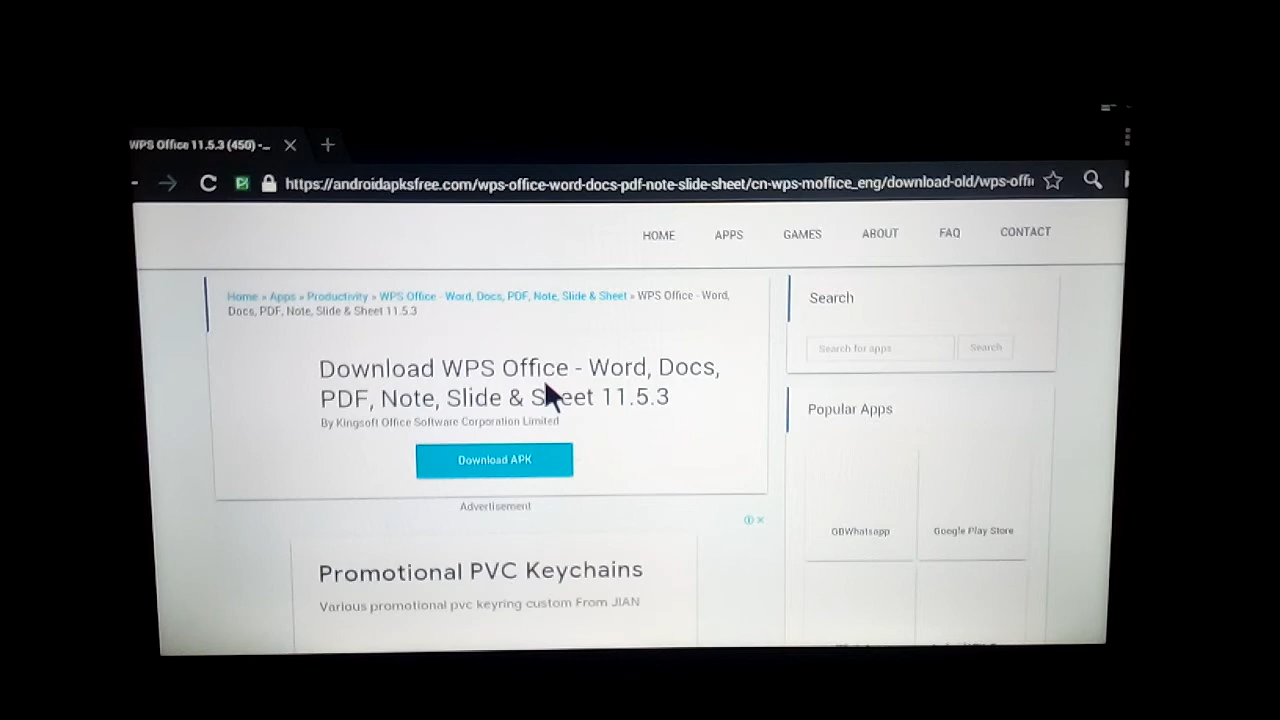 WPS Office 11.5.3 (450) -...
https://androidapksfree.com/wps-office-word-docs-pdf-note-slide-sheet/cn-wps-moffice_eng/download-old/wps-offi
HOME APPS GAMES ABOUT FAQ CONTACT
Home » Apps » Productivity » WPS Office - Word, Docs, PDF, Note, Slide & Sheet » WPS Office - Word,
Docs, PDF, Note, Slide & Sheet 11.5.3
Download WPS Office - Word, Docs,
PDF, Note, Slide & Sheet 11.5.3
By Kingsoft Office Software Corporation Limited
Download APK
Advertisement
Promotional PVC Keychains
Various promotional pvc keyring custom From JIAN
Search
Search for apps Search
Popular Apps
GBWhatsapp Google Play Store